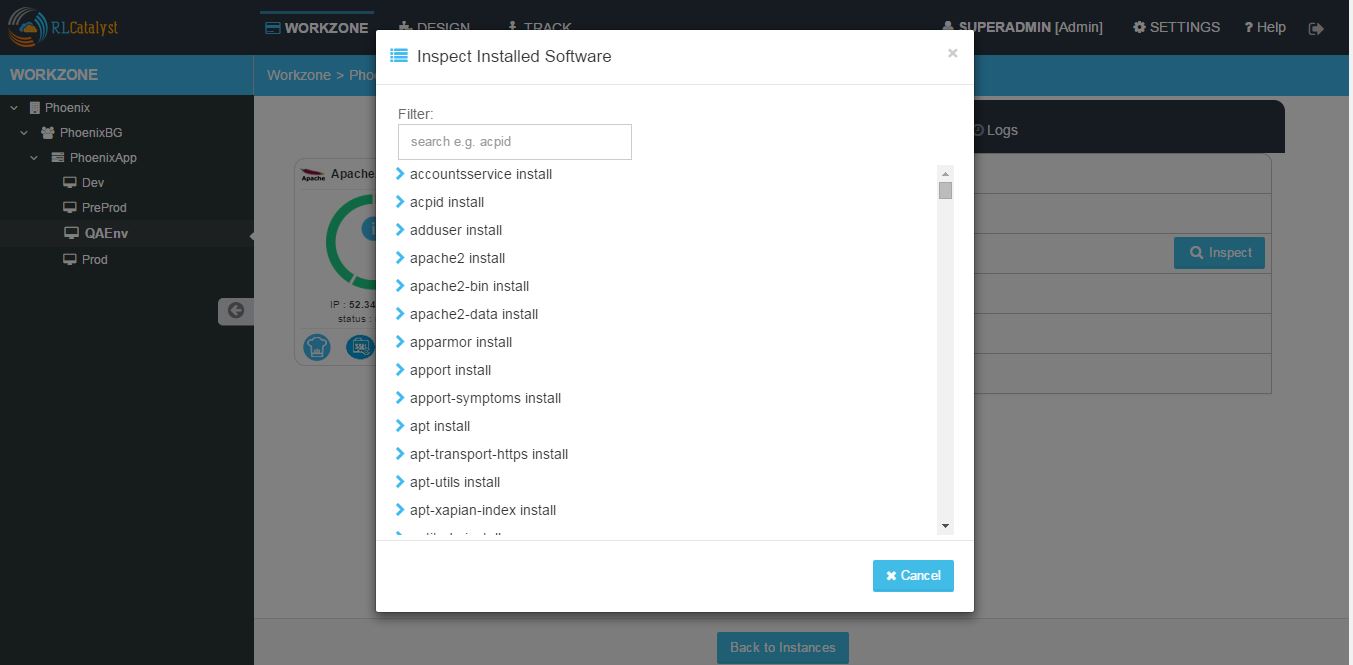 RLCatalyst
WORKZONE
DESIGN
TRACK
SUPERADMIN [Admin]
SETTINGS
? Help
WORKZONE
Workzone > Pho
Phoenix
PhoenixBG
PhoenixApp
Dev
PreProd
QAEnv
Prod
Apache
Apache
IP : 52.34
status :
Logs
Inspect
Inspect Installed Software
×
Filter:
search e.g. acpid
accountsservice install
acpid install
adduser install
apache2 install
apache2-bin install
apache2-data install
apparmor install
apport install
apport-symptoms install
apt install
apt-transport-https install
apt-utils install
apt-xapian-index install
Cancel
Back to Instances